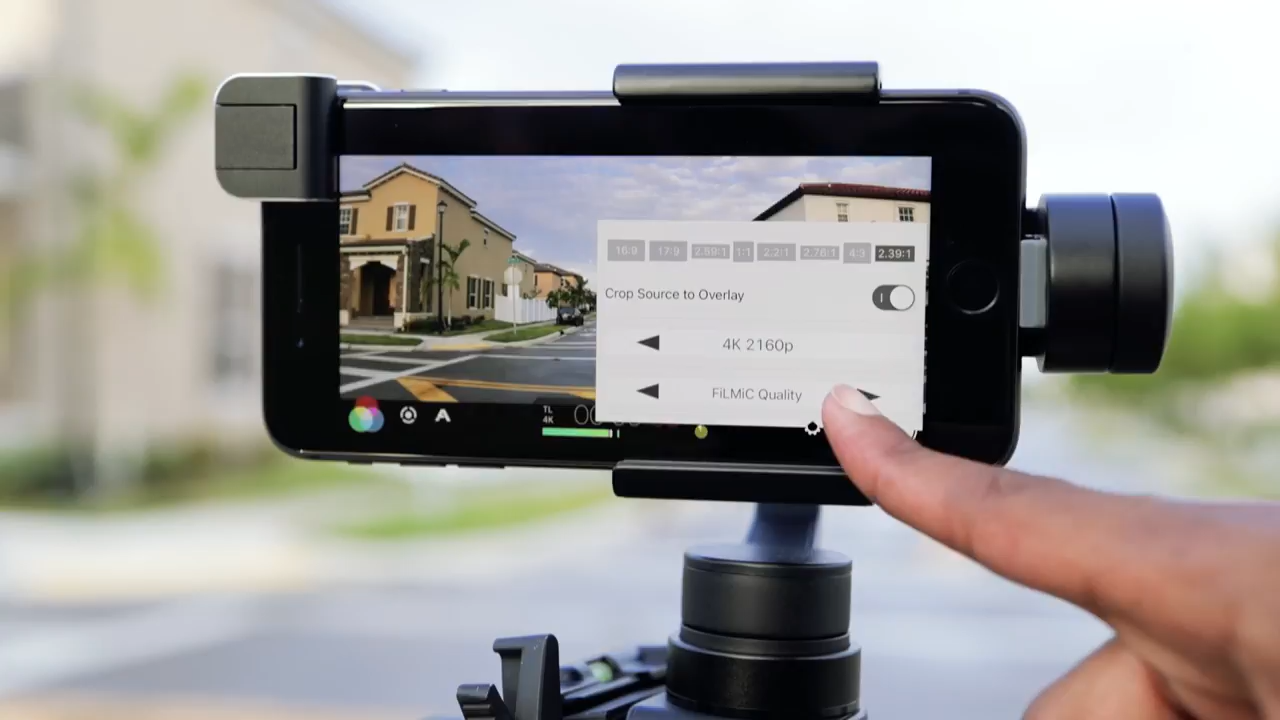 16:9 17:9 2.59:1 1:1 2.2:1 2.76:1 4:3 2.39:1
Crop Source to Overlay
4K 2160p
FiLMiC Quality
A
TL
4K